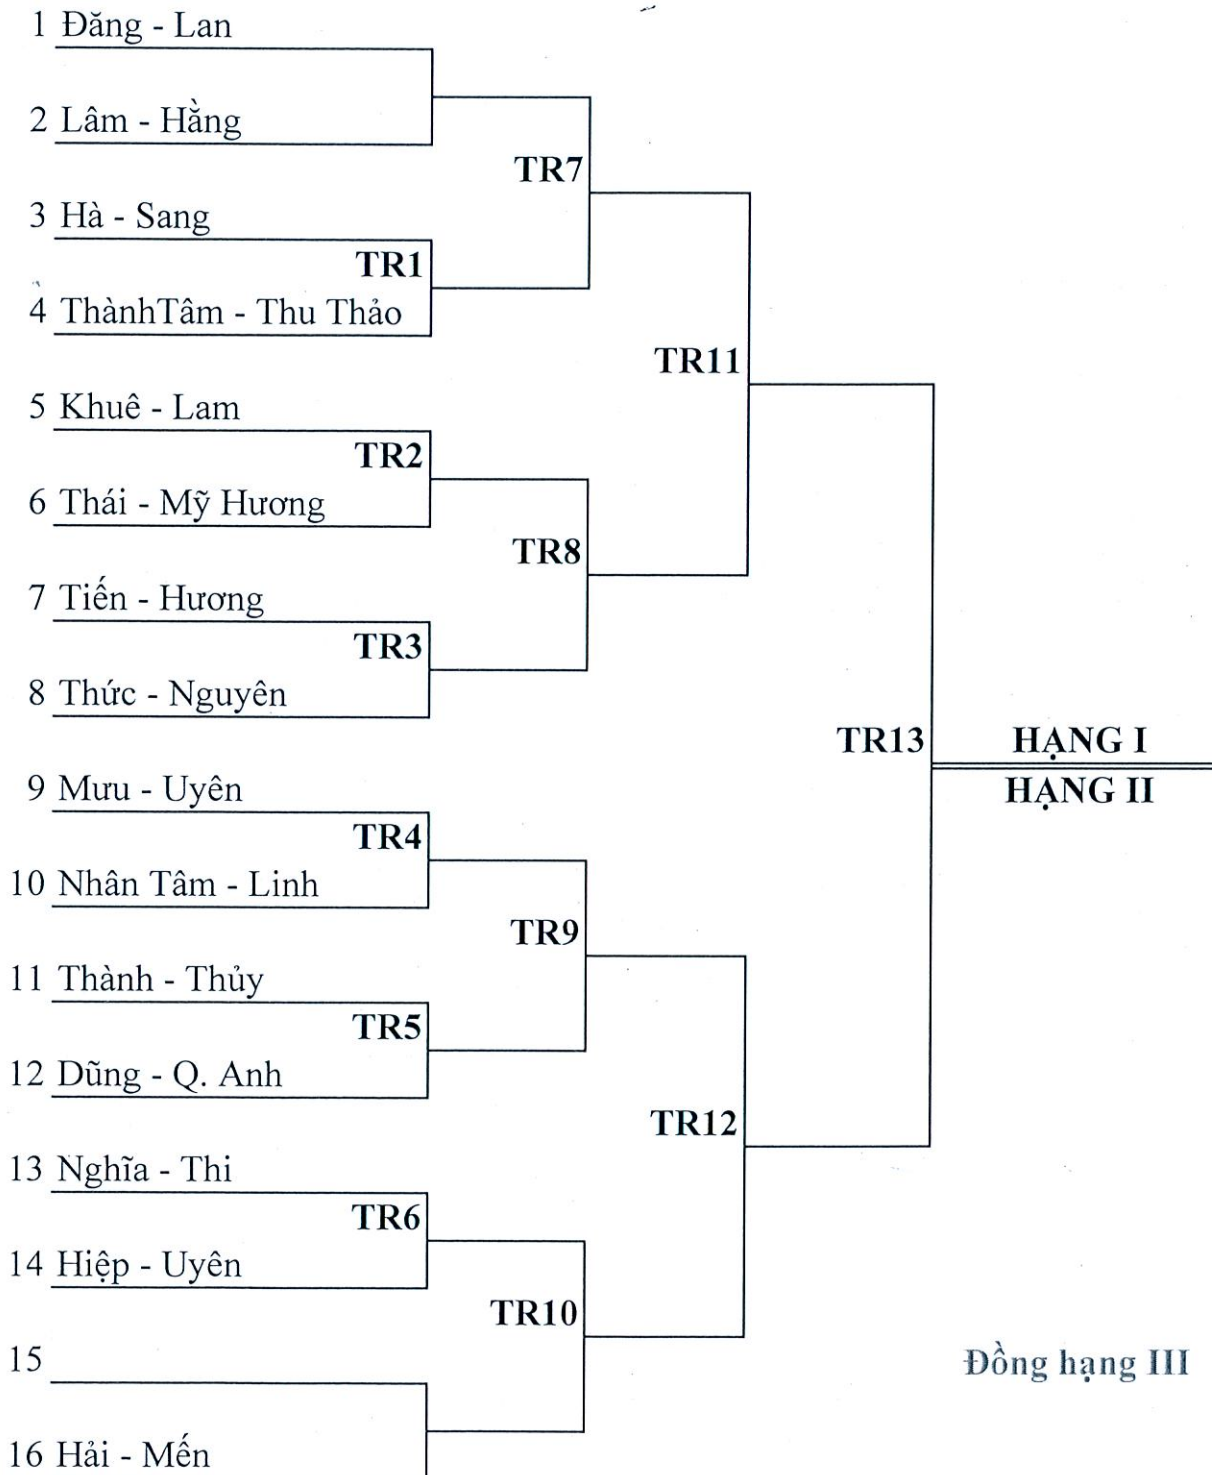 1 Đăng - Lan
2 Lâm - Hằng
TR7
3 Hà - Sang
TR1
4 ThànhTâm - Thu Thảo
TR11
5 Khuê - Lam
TR2
6 Thái - Mỹ Hương
TR8
7 Tiến - Hương
TR3
8 Thức - Nguyên
TR13
HẠNG I
HẠNG II
9 Mưu - Uyên
TR4
10 Nhân Tâm - Linh
TR9
11 Thành - Thủy
TR5
12 Dũng - Q. Anh
TR12
13 Nghĩa - Thi
TR6
14 Hiệp - Uyên
TR10
15
Đồng hạng III
16 Hải - Mến